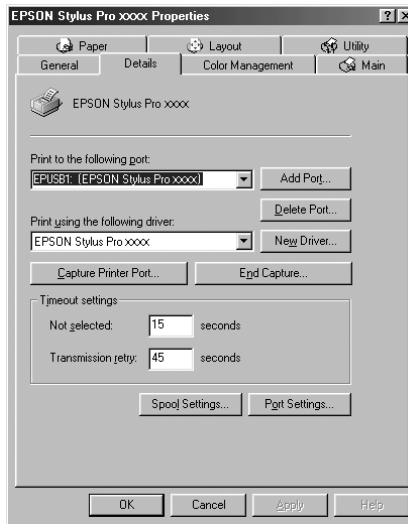 EPSON Stylus Pro xxxx Properties
Paper
Layout
Utility
General
Details
Color Management
Main
EPSON Stylus Pro xxxx
Print to the following port:
EPUSB1: (EPSON Stylus Pro xxxx)
Add Port...
Delete Port...
Print using the following driver:
EPSON Stylus Pro xxxx
New Driver...
Capture Printer Port...
End Capture...
Timeout settings
Not selected:
15
seconds
Transmission retry:
45
seconds
Spool Settings...
Port Settings...
OK
Cancel
Apply
Help